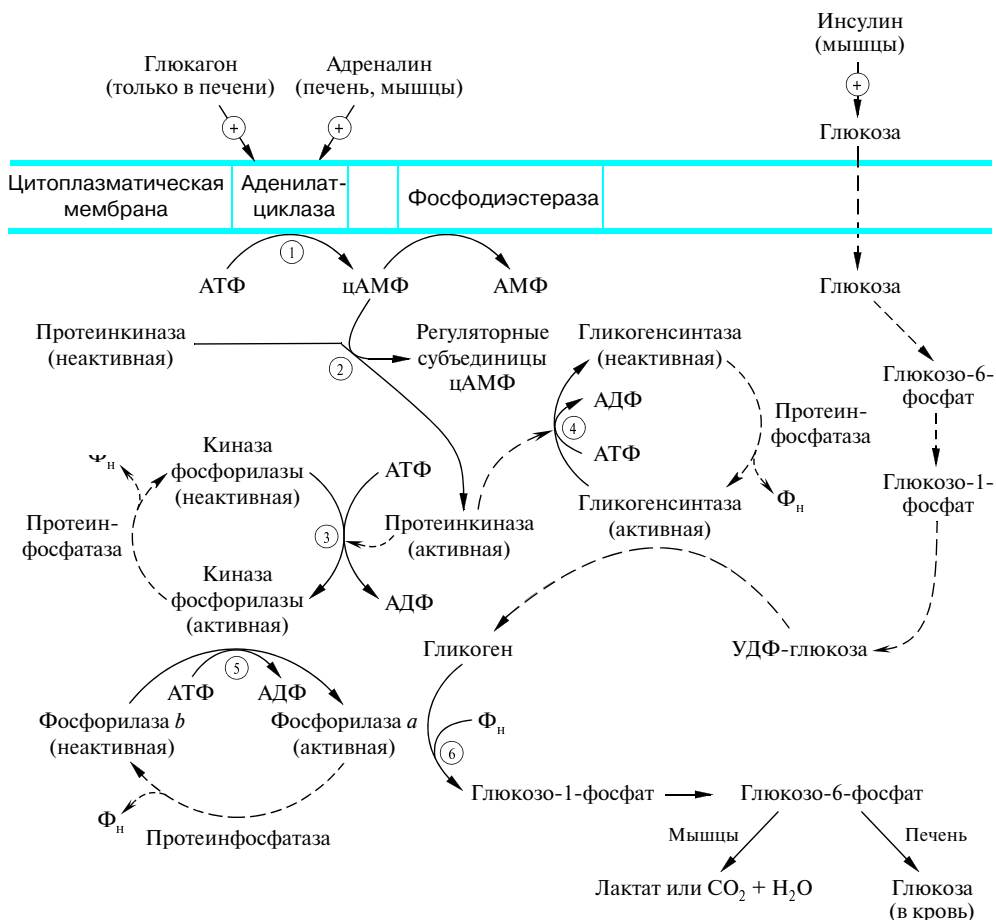 Инсулин
(мышцы)
Глюкагон
(только в печени)
Адреналин
(печень, мышцы)
+
+
+
Глюкоза
Цитоплазматическая
мембрана
Аденилат-
циклаза
Фосфодиэстераза
1
АТФ
цАМФ
АМФ
Глюкоза
Протеинкиназа
(неактивная)
2
Регуляторные
субъединицы
цАМФ
Гликогенсинтаза
(неактивная)
АДФ
4
АТФ
Протеин-
фосфатаза
Фн
Гликогенсинтаза
(активная)
Глюкозо-6-
фосфат
Глюкозо-1-
фосфат
Фн
Киназа
фосфорилазы
(неактивная)
АТФ
Протеин-
фосфатаза
3
Протеинкиназа
(активная)
Киназа
фосфорилазы
(активная)
АДФ
Гликоген
УДФ-глюкоза
5
АТФ
АДФ
Фосфорилаза b
(неактивная)
Фосфорилаза a
(активная)
Фн
6
Фн
Протеинфосфатаза
Глюкозо-1-фосфат
Глюкозо-6-фосфат
Мышцы
Печень
Лактат или CO2 + H2O
Глюкоза
(в кровь)